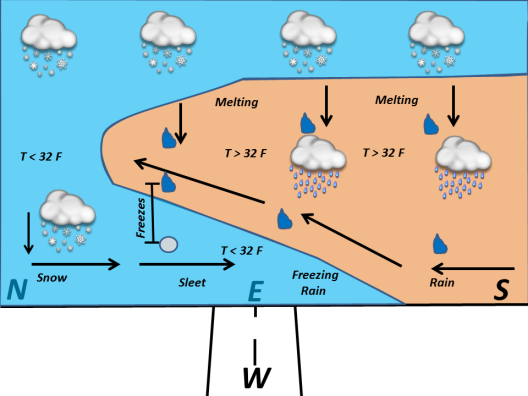 Melting
Melting
T < 32 F
T > 32 F
T > 32 F
Freezes
T < 32 F
Snow
Sleet
Freezing
Rain
Rain
N
E
S
W